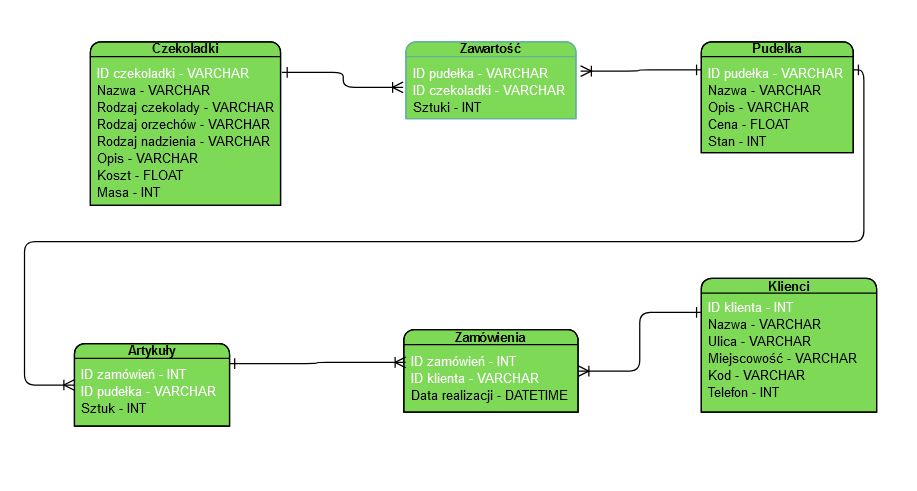 Czekoladki
ID czekoladki - VARCHAR
Nazwa - VARCHAR
Rodzaj czekolady - VARCHAR
Rodzaj orzechów - VARCHAR
Rodzaj nadzienia - VARCHAR
Opis - VARCHAR
Koszt - FLOAT
Masa - INT
Zawartość
ID pudełka - VARCHAR
ID czekoladki - VARCHAR
Sztuki - INT
Pudelka
ID pudełka - VARCHAR
Nazwa - VARCHAR
Opis - VARCHAR
Cena - FLOAT
Stan - INT
Artykuły
ID zamówień - INT
ID pudełka - VARCHAR
Sztuk - INT
Zamówienia
ID zamówień - INT
ID klienta - VARCHAR
Data realizacji - DATETIME
Klienci
ID klienta - INT
Nazwa - VARCHAR
Ulica - VARCHAR
Miejscowość - VARCHAR
Kod - VARCHAR
Telefon - INT